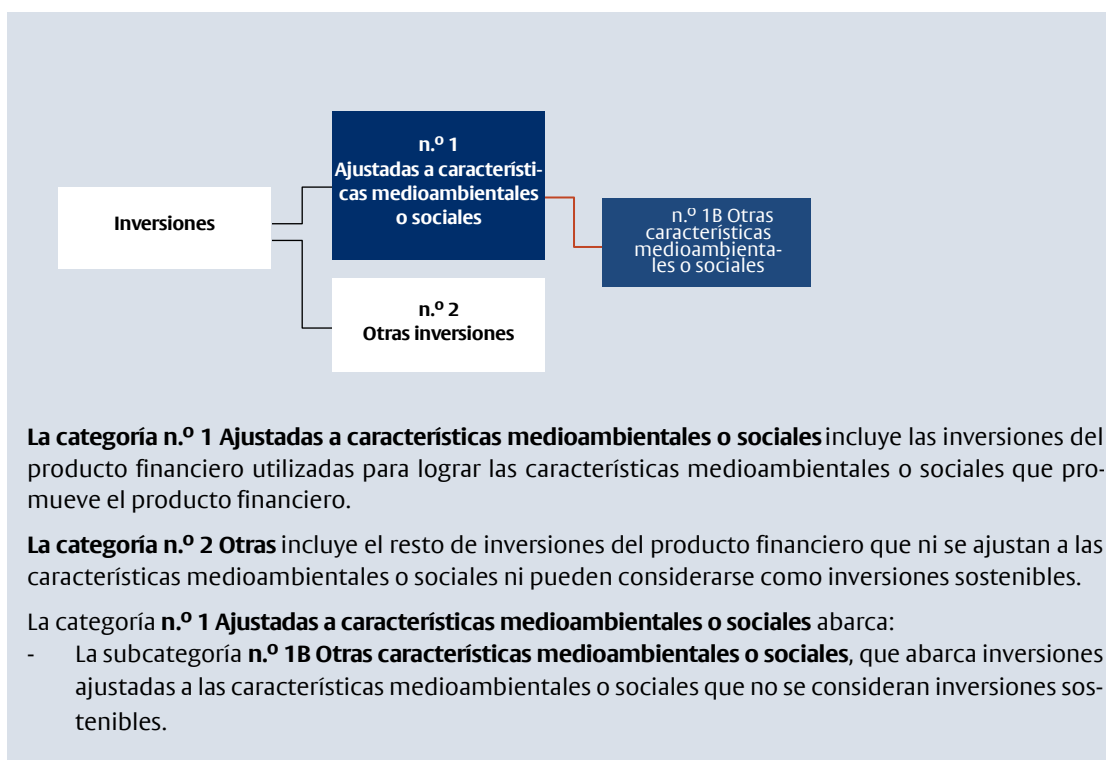 n.º 1
Ajustadas a característi-
cas medioambientales
o sociales
Inversiones
n.º 1B Otras
características
medioambienta-
les o sociales
n.º 2
Otras inversiones
La categoría n.º 1 Ajustadas a características medioambientales o sociales incluye las inversiones del
producto financiero utilizadas para lograr las características medioambientales o sociales que pro-
mueve el producto financiero.
La categoría n.º 2 Otras incluye el resto de inversiones del producto financiero que ni se ajustan a las
características medioambientales o sociales ni pueden considerarse como inversiones sostenibles.
La categoría n.º 1 Ajustadas a características medioambientales o sociales abarca:
- La subcategoría n.º 1B Otras características medioambientales o sociales, que abarca inversiones
ajustadas a las características medioambientales o sociales que no se consideran inversiones sos-
tenibles.